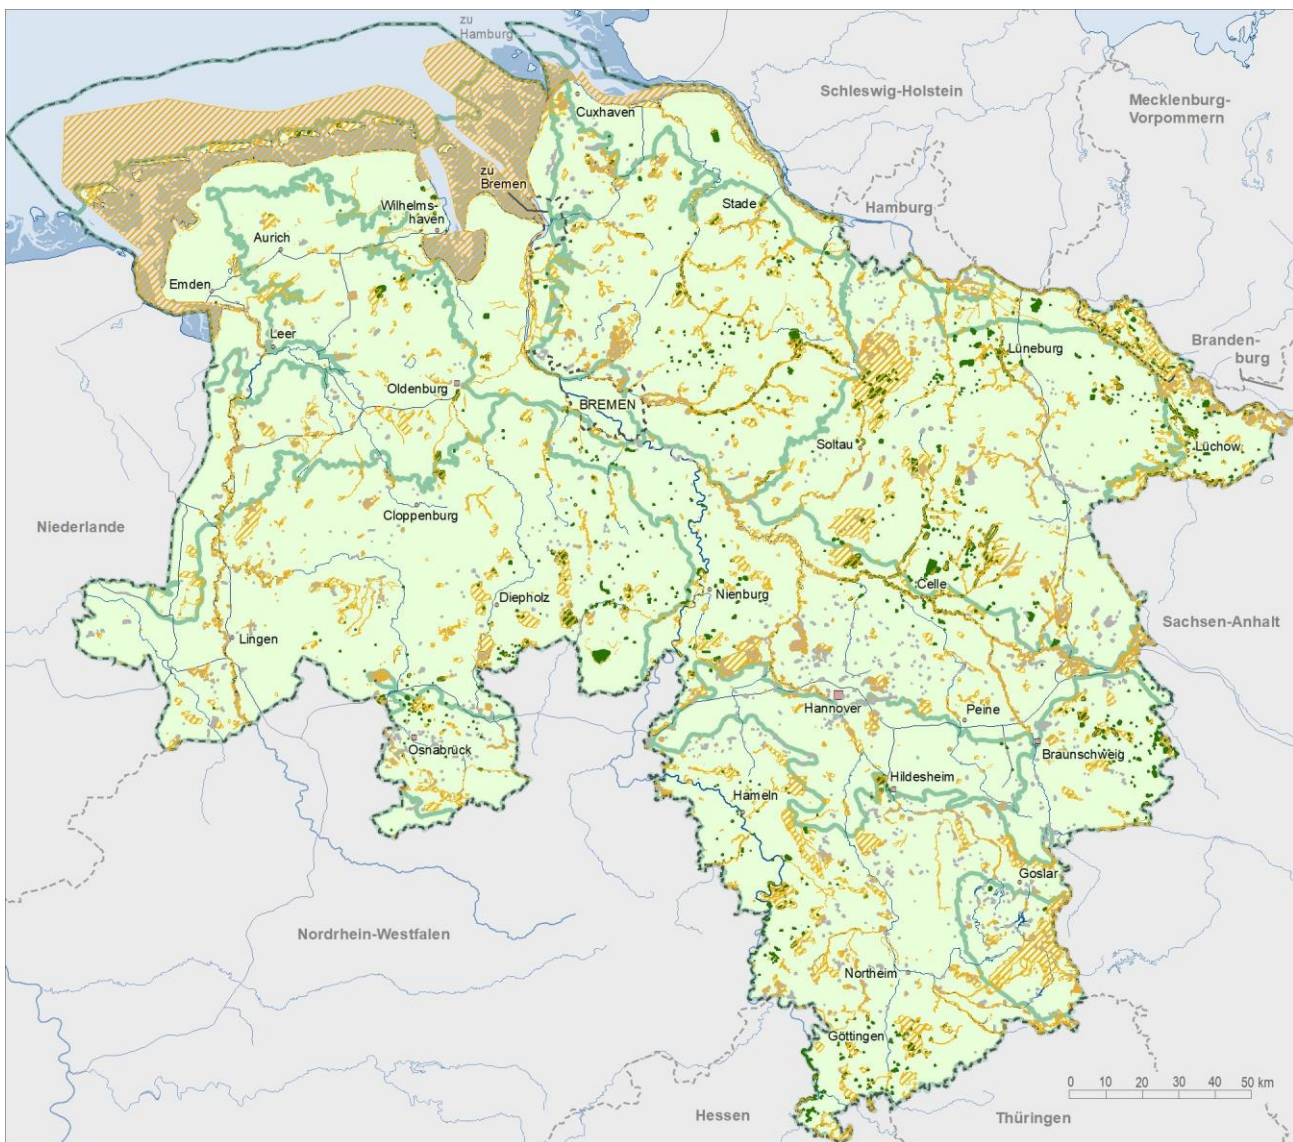 zu
Hamburg
Schleswig-Holstein
Mecklenburg-
Vorpommern
Cuxhaven
zu
Bremen
Stade
Hamburg
Wilhelms-
haven
Aurich
Emden
Leer
Lüneburg
Branden-
burg
Oldenburg
BREMEN
Soltau
Lüchow
Niederlande
Cloppenburg
Celle
Diepholz
Nienburg
Sachsen-Anhalt
Lingen
Hannover
Peine
Osnabrück
Braunschweig
Hildesheim
Hameln
Goslar
Nordrhein-Westfalen
Northeim
Göttingen
0 10 20 30 40 50 km
Hessen
Thüringen